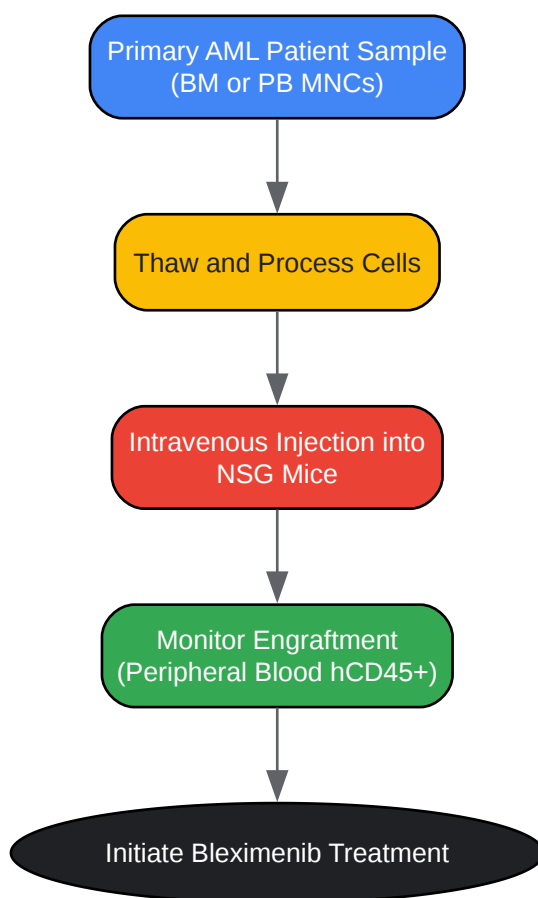 Primary AML Patient Sample
(BM or PB MNCs)
Thaw and Process Cells
Intravenous Injection into
NSG Mice
Monitor Engraftment
(Peripheral Blood hCD45+)
Initiate Bleximenib Treatment